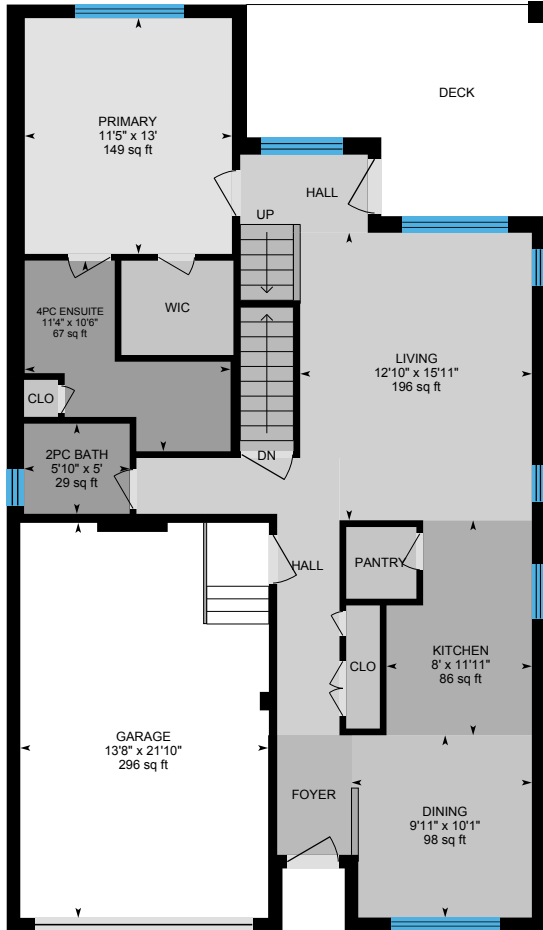 DECK
PRIMARY
11'5" x 13'
149 sq ft
HALL
UP
4PC ENSUITE
11'4" x 10'6"
67 sq ft
WIC
LIVING
12'10" x 15'11"
196 sq ft
CLO
2PC BATH
5'10" x 5'
29 sq ft
DN
HALL
PANTRY
KITCHEN
8' x 11'11"
86 sq ft
CLO
GARAGE
13'8" x 21'10"
296 sq ft
FOYER
DINING
9'11" x 10'1"
98 sq ft